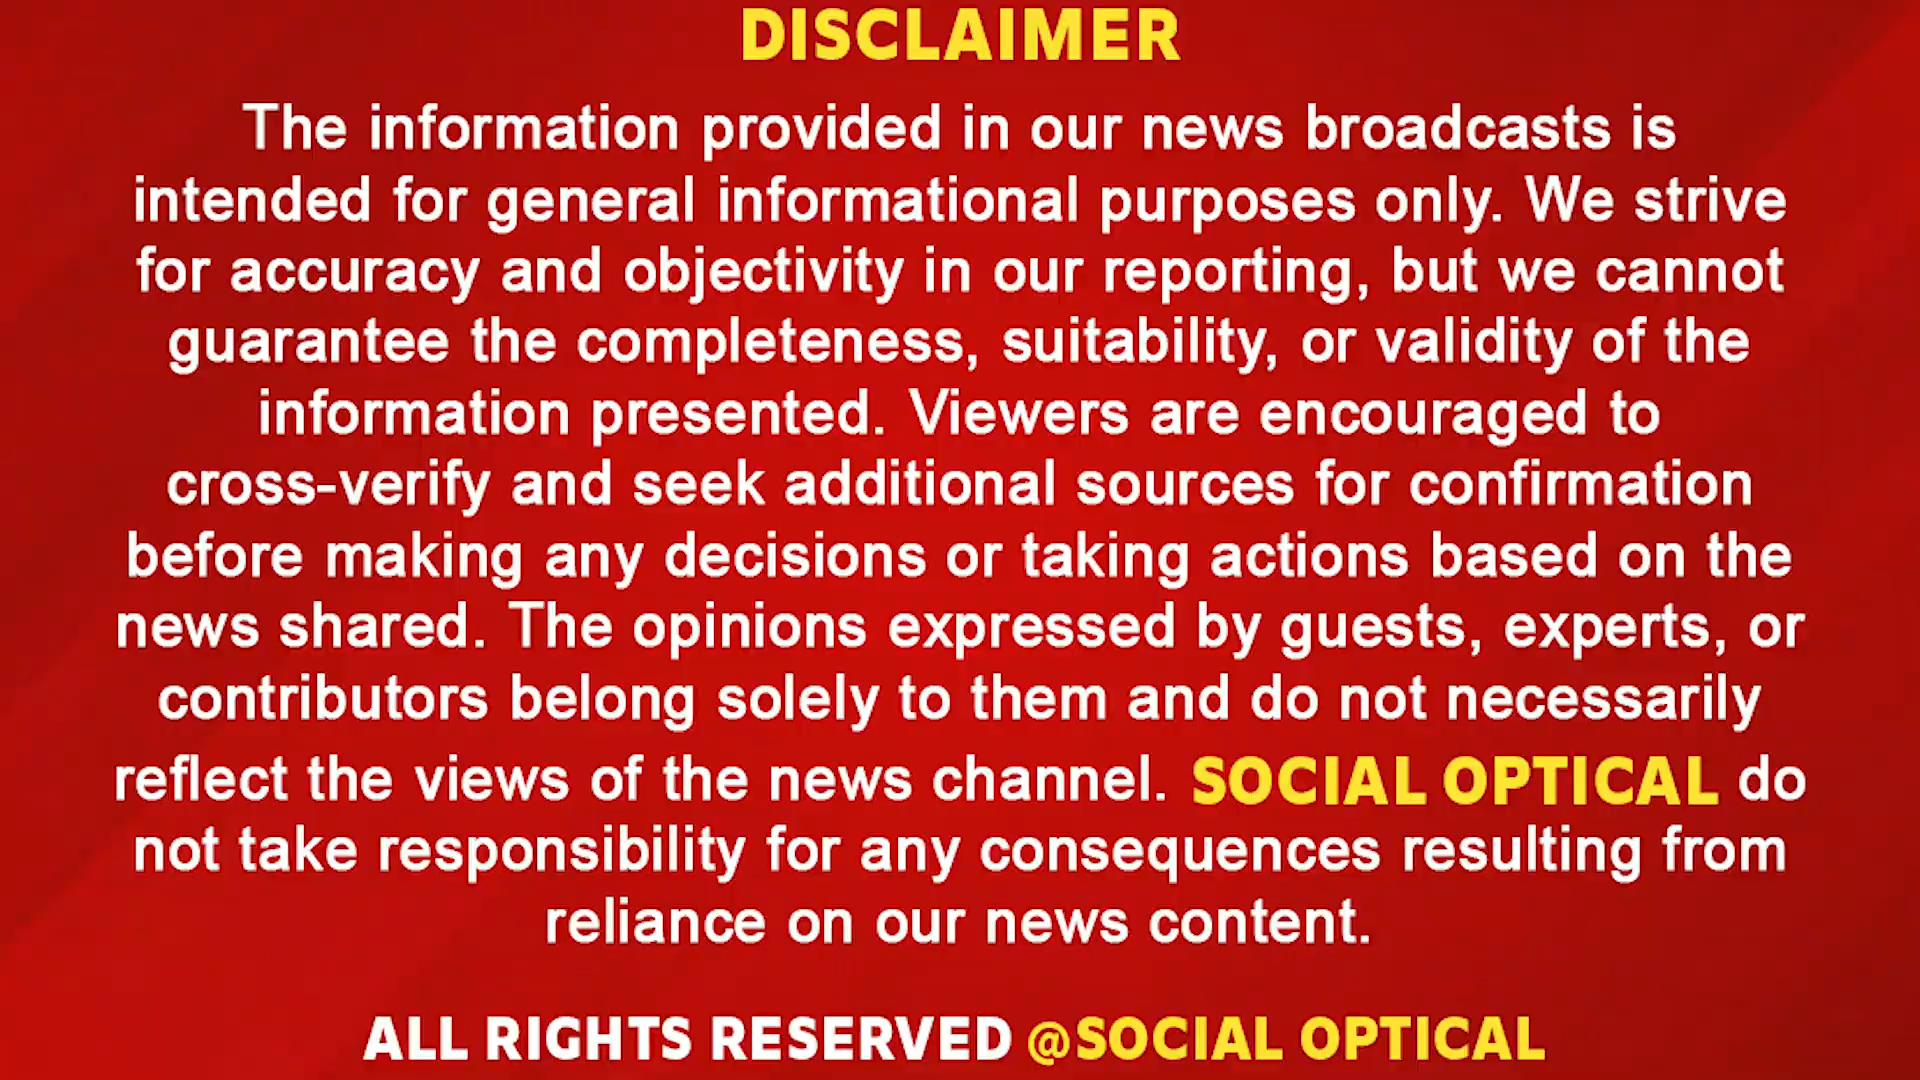 DISCLAIMER
The information provided in our news broadcasts is
intended for general informational purposes only. We strive
for accuracy and objectivity in our reporting, but we cannot
guarantee the completeness, suitability, or validity of the
information presented. Viewers are encouraged to
cross-verify and seek additional sources for confirmation
before making any decisions or taking actions based on the
news shared. The opinions expressed by guests, experts, or
contributors belong solely to them and do not necessarily
reflect the views of the news channel. SOCIAL OPTICAL do
not take responsibility for any consequences resulting from
reliance on our news content.
ALL RIGHTS RESERVED @SOCIAL OPTICAL